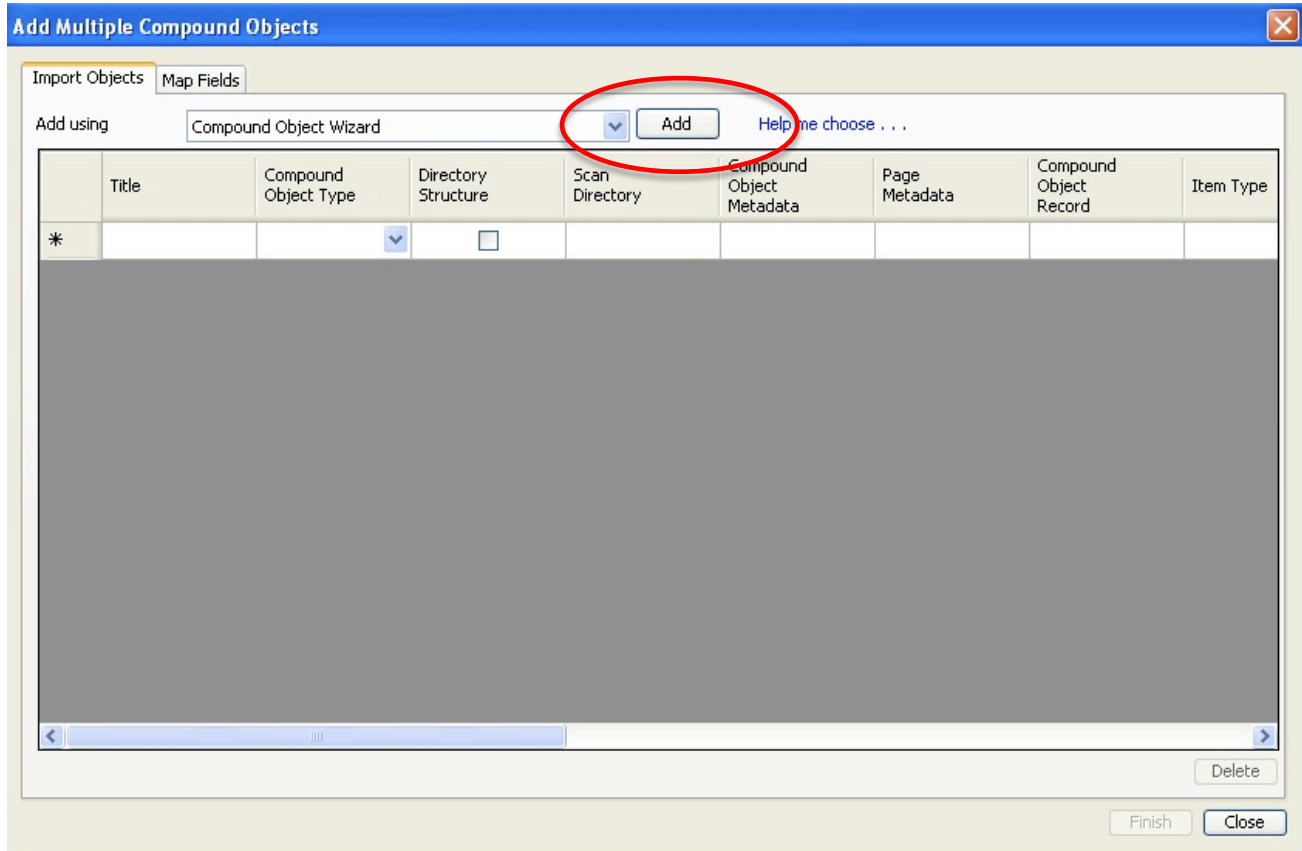 Add Multiple Compound Objects
Import Objects Map Fields
Add using Compound Object Wizard Add Help me choose . . .
Title
Compound
Object Type
Directory
Structure
Scan
Directory
Compound
Object
Metadata
Page
Metadata
Compound
Object
Record
Item Type
*
Delete
Finish Close